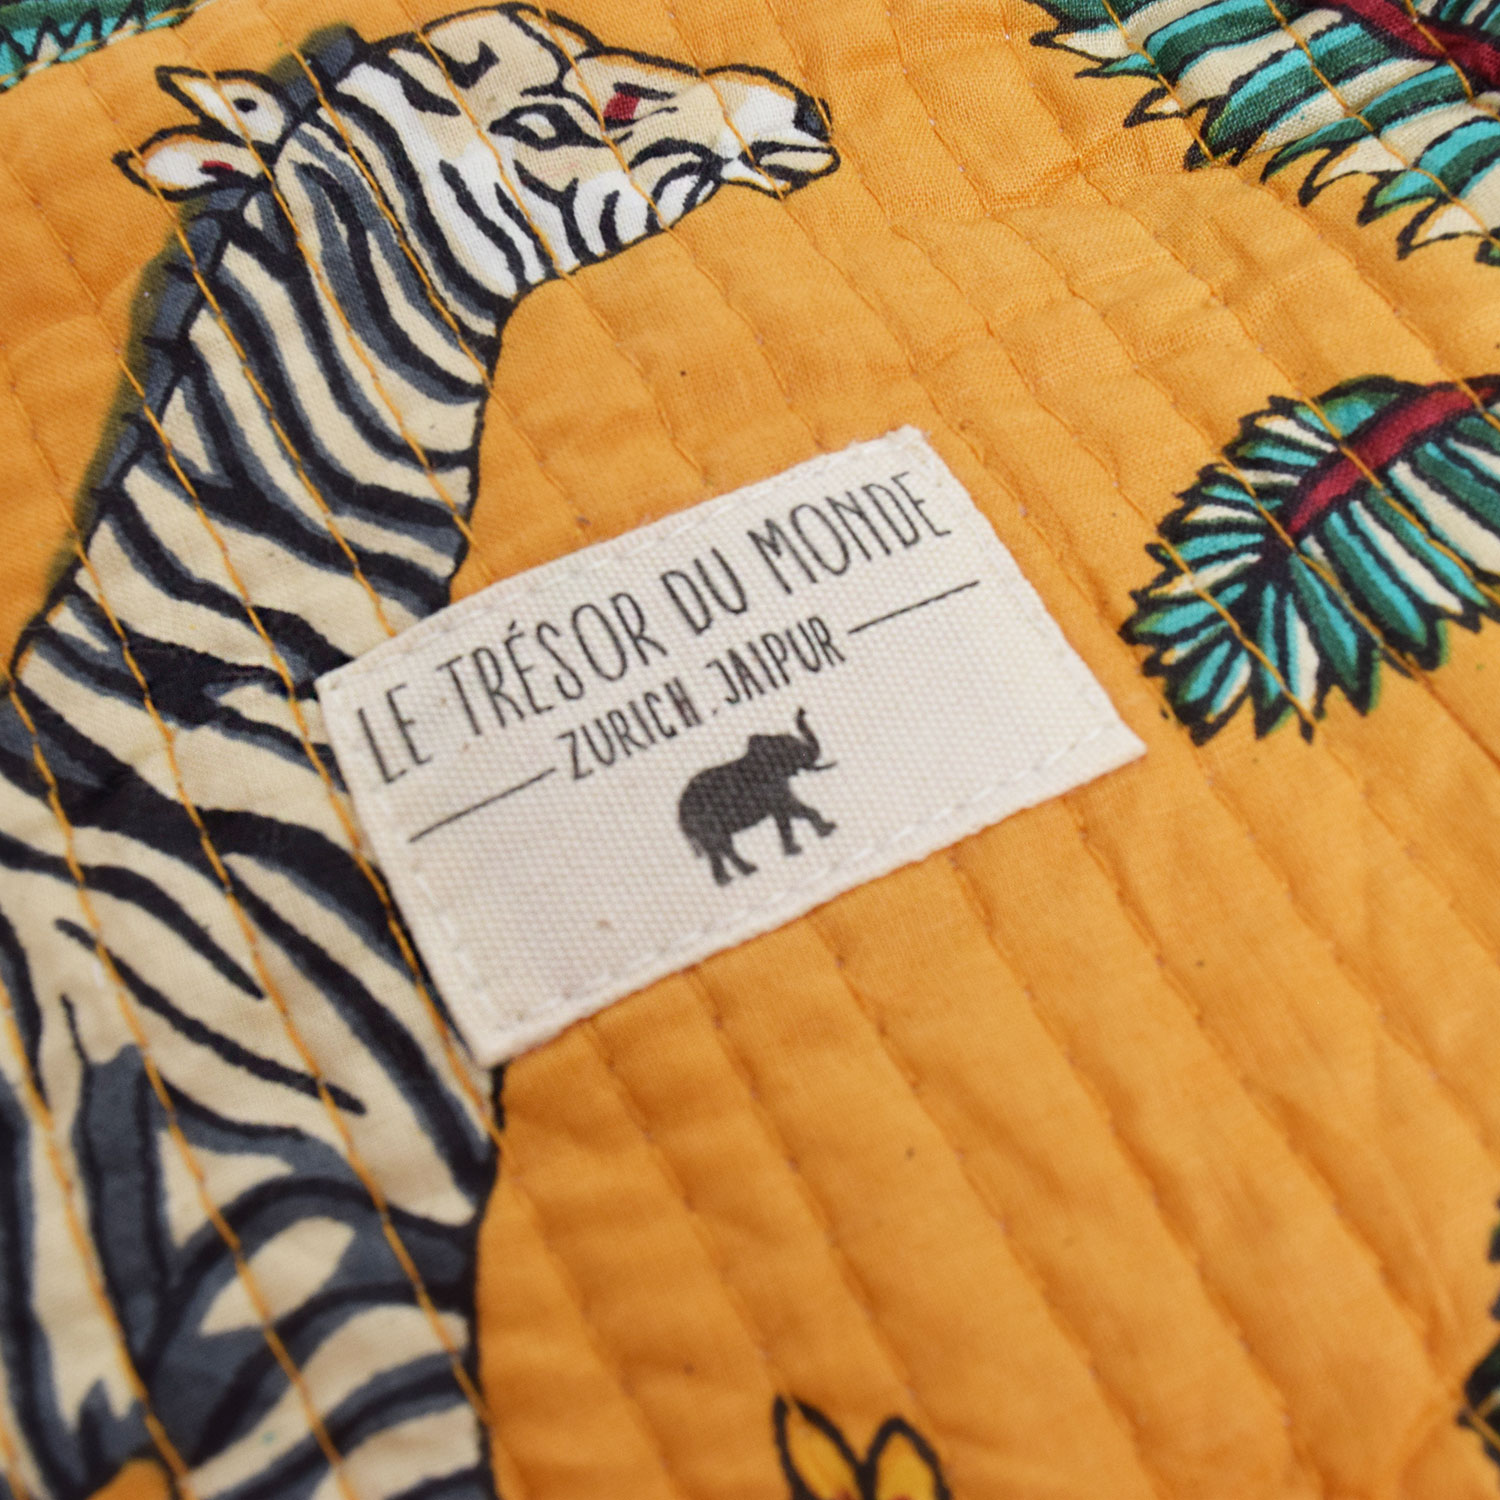 LE TRÉSOR DU MONDE
ZURICH . JAIPUR